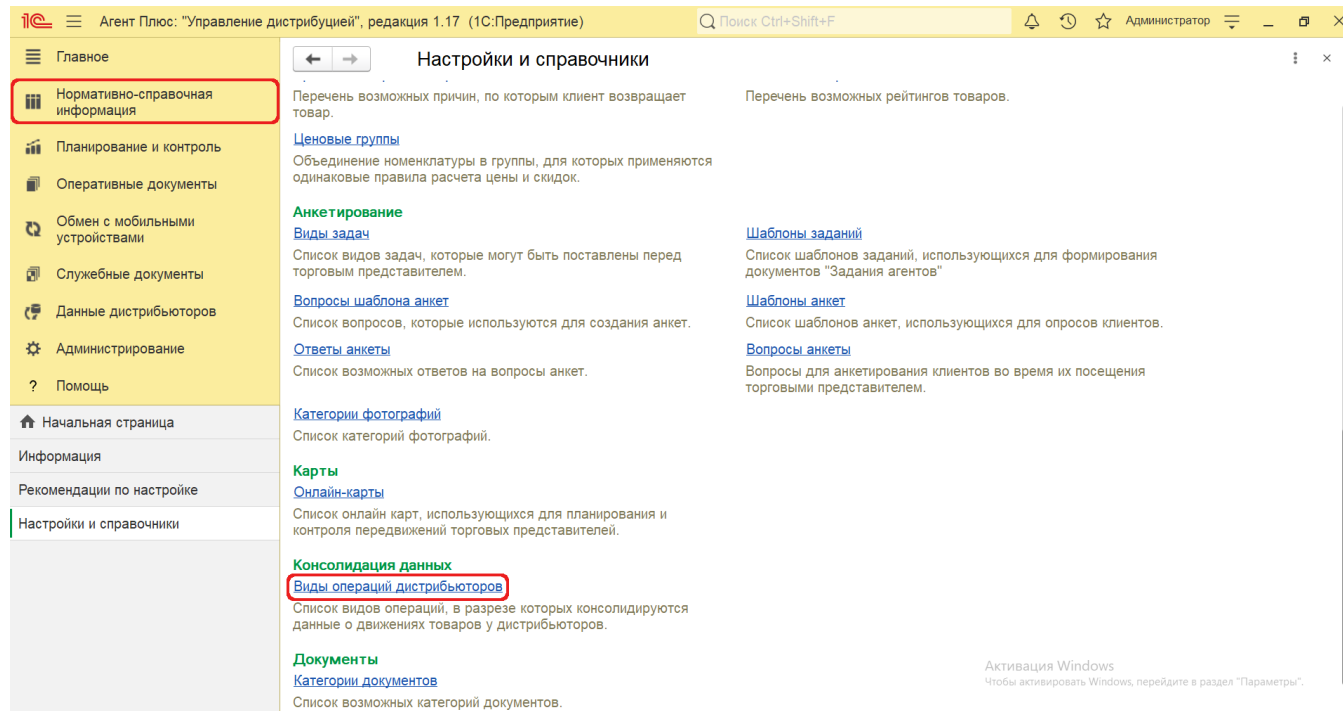 Агент Плюс: "Управление дистрибуцией", редакция 1.17 (1С:Предприятие)
Поиск Ctrl+Shift+F
Администратор
Главное
Нормативно-справочная
информация
Планирование и контроль
Оперативные документы
Обмен с мобильными
устройствами
Служебные документы
Данные дистрибьюторов
Администрирование
? Помощь
Начальная страница
Информация
Рекомендации по настройке
Настройки и справочники
Настройки и справочники
Перечень возможных причин, по которым клиент возвращает
товар.
Перечень возможных рейтингов товаров.
Ценовые группы
Объединение номенклатуры в группы, для которых применяются
одинаковые правила расчета цены и скидок.
Анкетирование
Виды задач
Список видов задач, которые могут быть поставлены перед
торговым представителем.
Шаблоны заданий
Список шаблонов заданий, использующихся для формирования
документов "Задания агентов"
Вопросы шаблона анкет
Список вопросов, которые используются для создания анкет.
Шаблоны анкет
Список шаблонов анкет, использующихся для опросов клиентов.
Ответы анкеты
Список возможных ответов на вопросы анкет.
Вопросы анкеты
Вопросы для анкетирования клиентов во время их посещения
торговыми представителем.
Категории фотографий
Список категорий фотографий.
Карты
Онлайн-карты
Список онлайн карт, использующихся для планирования и
контроля передвижений торговых представителей.
Консолидация данных
Виды операций дистрибьюторов
Список видов операций, в разрезе которых консолидируются
данные о движениях товаров у дистрибьюторов.
Документы
Категории документов
Список возможных категорий документов.
Активация Windows
Чтобы активировать Windows, перейдите в раздел "Параметры".